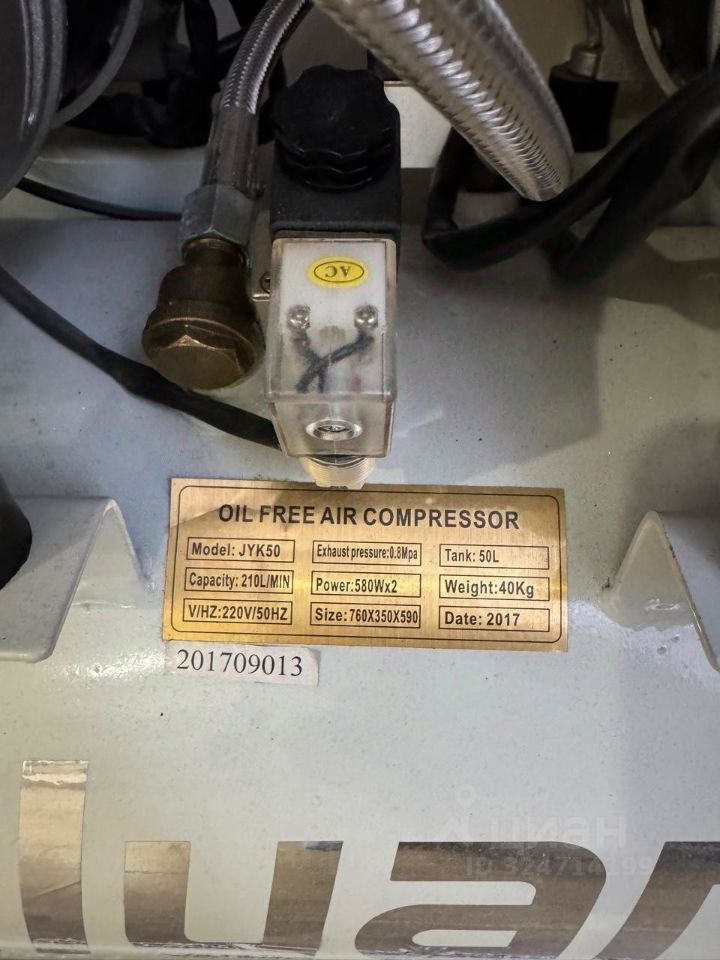 AC
OIL FREE AIR COMPRESSOR
Model: JYK50 Exhaust pressure:0.8Mpa Tank: 50L
Capacity: 210L/MIN Power:580Wx2 Weight:40Kg
V/HZ:220V/50HZ Size:760X350X590 Date: 2017
201709013
циан